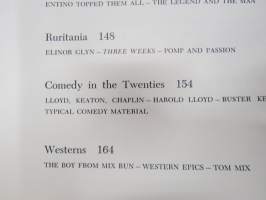 ENTINO TOPPED THEM ALL – THE LEGEND AND THE MAN
Ruritania 148
ELINOR GLYN – THREE WEEKS – POMP AND PASSION
Comedy in the Twenties 154
LLOYD, KEATON, CHAPLIN – HAROLD LLOYD – BUSTER KE
TYPICAL COMEDY MATERIAL
Westerns 164
THE BOY FROM MIX RUN – WESTERN EPICS – TOM MIX